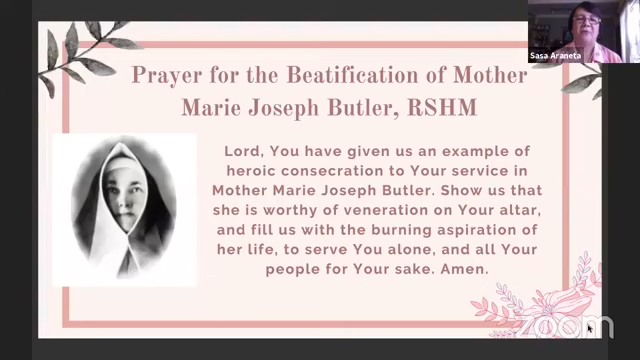 Sasa Araneta
Prayer for the Beatification of Mother
Marie Joseph Butler, RSHM
Lord, You have given us an example of
heroic consecration to Your service in
Mother Marie Joseph Butler. Show us that
she is worthy of veneration on Your altar,
and fill us with the burning aspiration of
her life, to serve You alone, and all Your
people for Your sake. Amen.
zoom